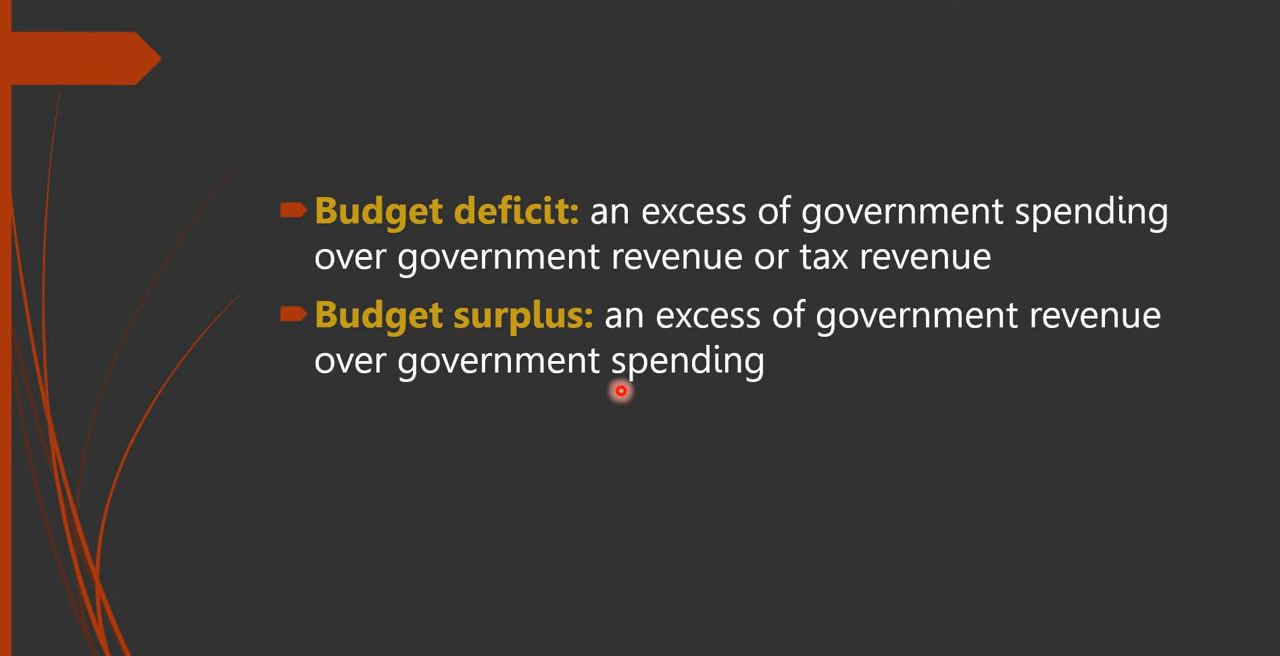 Budget deficit: an excess of government spending
over government revenue or tax revenue
Budget surplus: an excess of government revenue
over government spending